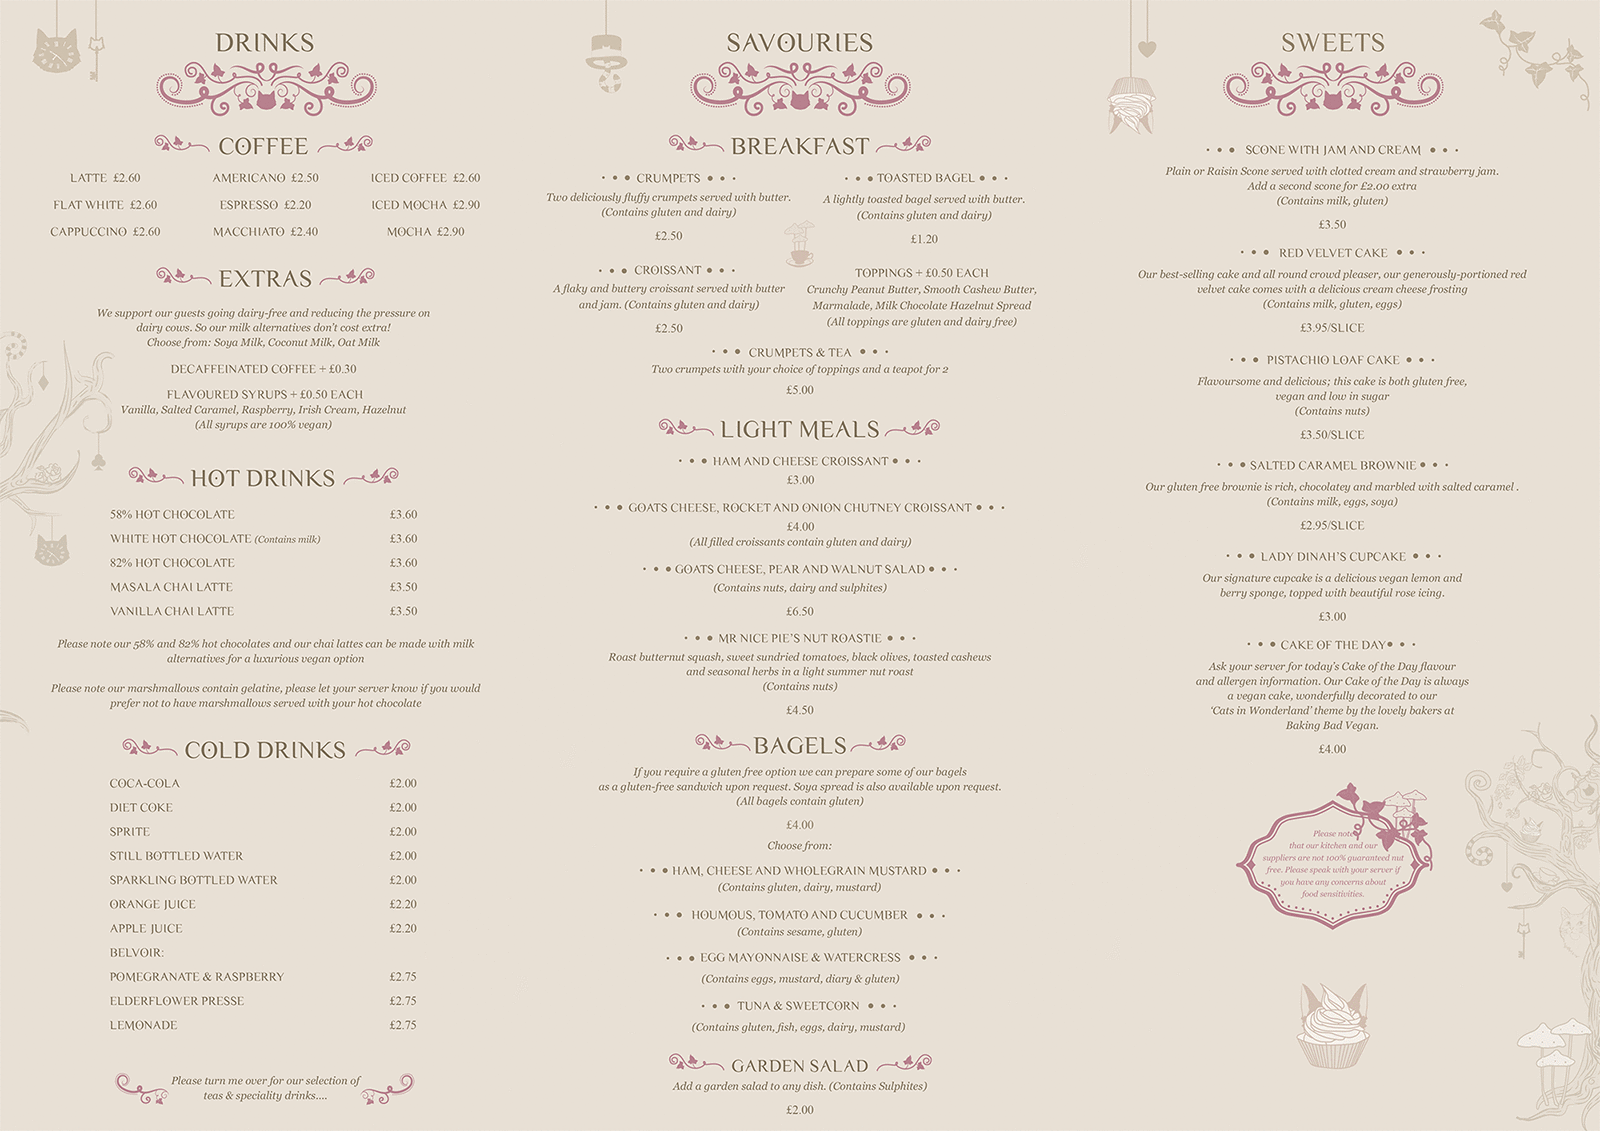 DRINKS
COFFEE
LATTE £2.60
AMERICANO £2.50
ICED COFFEE £2.60
FLAT WHITE £2.60
ESPRESSO £2.20
ICED MOCHA £2.90
CAPPUCCINO £2.60
MACCHIATO £2.40
MOCHA £2.90
EXTRAS
We support our guests going dairy-free and reducing the pressure on
dairy cows. So our milk alternatives don't cost extra!
Choose from: Soya Milk, Coconut Milk, Oat Milk
DECAFFEINATED COFFEE + £0.30
FLAVOURED SYRUPS + £0.50 EACH
Vanilla, Salted Caramel, Raspberry, Irish Cream, Hazelnut
(All syrups are 100% vegan)
HOT DRINKS
58% HOT CHOCOLATE £3.60
WHITE HOT CHOCOLATE (Contains milk) £3.60
82% HOT CHOCOLATE £3.60
MASALA CHAI LATTE £3.50
VANILLA CHAI LATTE £3.50
Please note our 58% and 82% hot chocolates and our chai lattes can be made with milk
alternatives for a luxurious vegan option
Please note our marshmallows contain gelatine, please let your server know if you would
prefer not to have marshmallows served with your hot chocolate
COLD DRINKS
COCA-COLA £2.00
DIET COKE £2.00
SPRITE £2.00
STILL BOTTLED WATER £2.00
SPARKLING BOTTLED WATER £2.00
ORANGE JUICE £2.20
APPLE JUICE £2.20
BELVOIR:
POMEGRANATE & RASPBERRY £2.75
ELDERFLOWER PRESSE £2.75
LEMONADE £2.75
Please turn me over for our selection of
teas & speciality drinks....
SAVOURIES
BREAKFAST
• • • CRUMPETS • • •
Two deliciously fluffy crumpets served with butter.
(Contains gluten and dairy)
£2.50
• • • TOASTED BAGEL • • •
A lightly toasted bagel served with butter.
(Contains gluten and dairy)
£1.20
• • • CROISSANT • • •
A flaky and buttery croissant served with butter
and jam. (Contains gluten and dairy)
£2.50
TOPPINGS + £0.50 EACH
Crunchy Peanut Butter, Smooth Cashew Butter,
Marmalade, Milk Chocolate Hazelnut Spread
(All toppings are gluten and dairy free)
• • • CRUMPETS & TEA • • •
Two crumpets with your choice of toppings and a teapot for 2
£5.00
LIGHT MEALS
• • • HAM AND CHEESE CROISSANT • • •
£3.00
• • • GOATS CHEESE, ROCKET AND ONION CHUTNEY CROISSANT • • •
£4.00
(All filled croissants contain gluten and dairy)
• • • GOATS CHEESE, PEAR AND WALNUT SALAD • • •
(Contains nuts, dairy and sulphites)
£6.50
• • • MR NICE PIE'S NUT ROASTIE • • •
Roast butternut squash, sweet sundried tomatoes, black olives, toasted cashews
and seasonal herbs in a light summer nut roast
(Contains nuts)
£4.50
BAGELS
If you require a gluten free option we can prepare some of our bagels
as a gluten-free sandwich upon request. Soya spread is also available upon request.
(All bagels contain gluten)
£4.00
Choose from:
• • • HAM, CHEESE AND WHOLEGRAIN MUSTARD • • •
(Contains gluten, dairy, mustard)
• • • HOUMOUS, TOMATO AND CUCUMBER • • •
(Contains sesame, gluten)
• • • EGG MAYONNAISE & WATERCRESS • • •
(Contains eggs, mustard, diary & gluten)
• • • TUNA & SWEETCORN • • •
(Contains gluten, fish, eggs, dairy, mustard)
GARDEN SALAD
Add a garden salad to any dish. (Contains Sulphites)
£2.00
SWEETS
• • • SCONE WITH JAM AND CREAM • • •
Plain or Raisin Scone served with clotted cream and strawberry jam.
Add a second scone for £2.00 extra
(Contains milk, gluten)
£3.50
• • • RED VELVET CAKE • • •
Our best-selling cake and all round crowd pleaser, our generously-portioned red
velvet cake comes with a delicious cream cheese frosting
(Contains milk, gluten, eggs)
£3.95/SLICE
• • • PISTACHIO LOAF CAKE • • •
Flavoursome and delicious; this cake is both gluten free,
vegan and low in sugar
(Contains nuts)
£3.50/SLICE
• • • SALTED CARAMEL BROWNIE • • •
Our gluten free brownie is rich, chocolatey and marbled with salted caramel .
(Contains milk, eggs, soya)
£2.95/SLICE
• • • LADY DINAH'S CUPCAKE • • •
Our signature cupcake is a delicious vegan lemon and
berry sponge, topped with beautiful rose icing.
£3.00
• • • CAKE OF THE DAY • • •
Ask your server for today's Cake of the Day flavour
and allergen information. Our Cake of the Day is always
a vegan cake, wonderfully decorated to our
'Cats in Wonderland' theme by the lovely bakers at
Baking Bad Vegan.
£4.00
Please note
that our kitchen and our
suppliers are not 100% guaranteed nut
free. Please speak with your server if
you have any concerns about
food sensitivities.